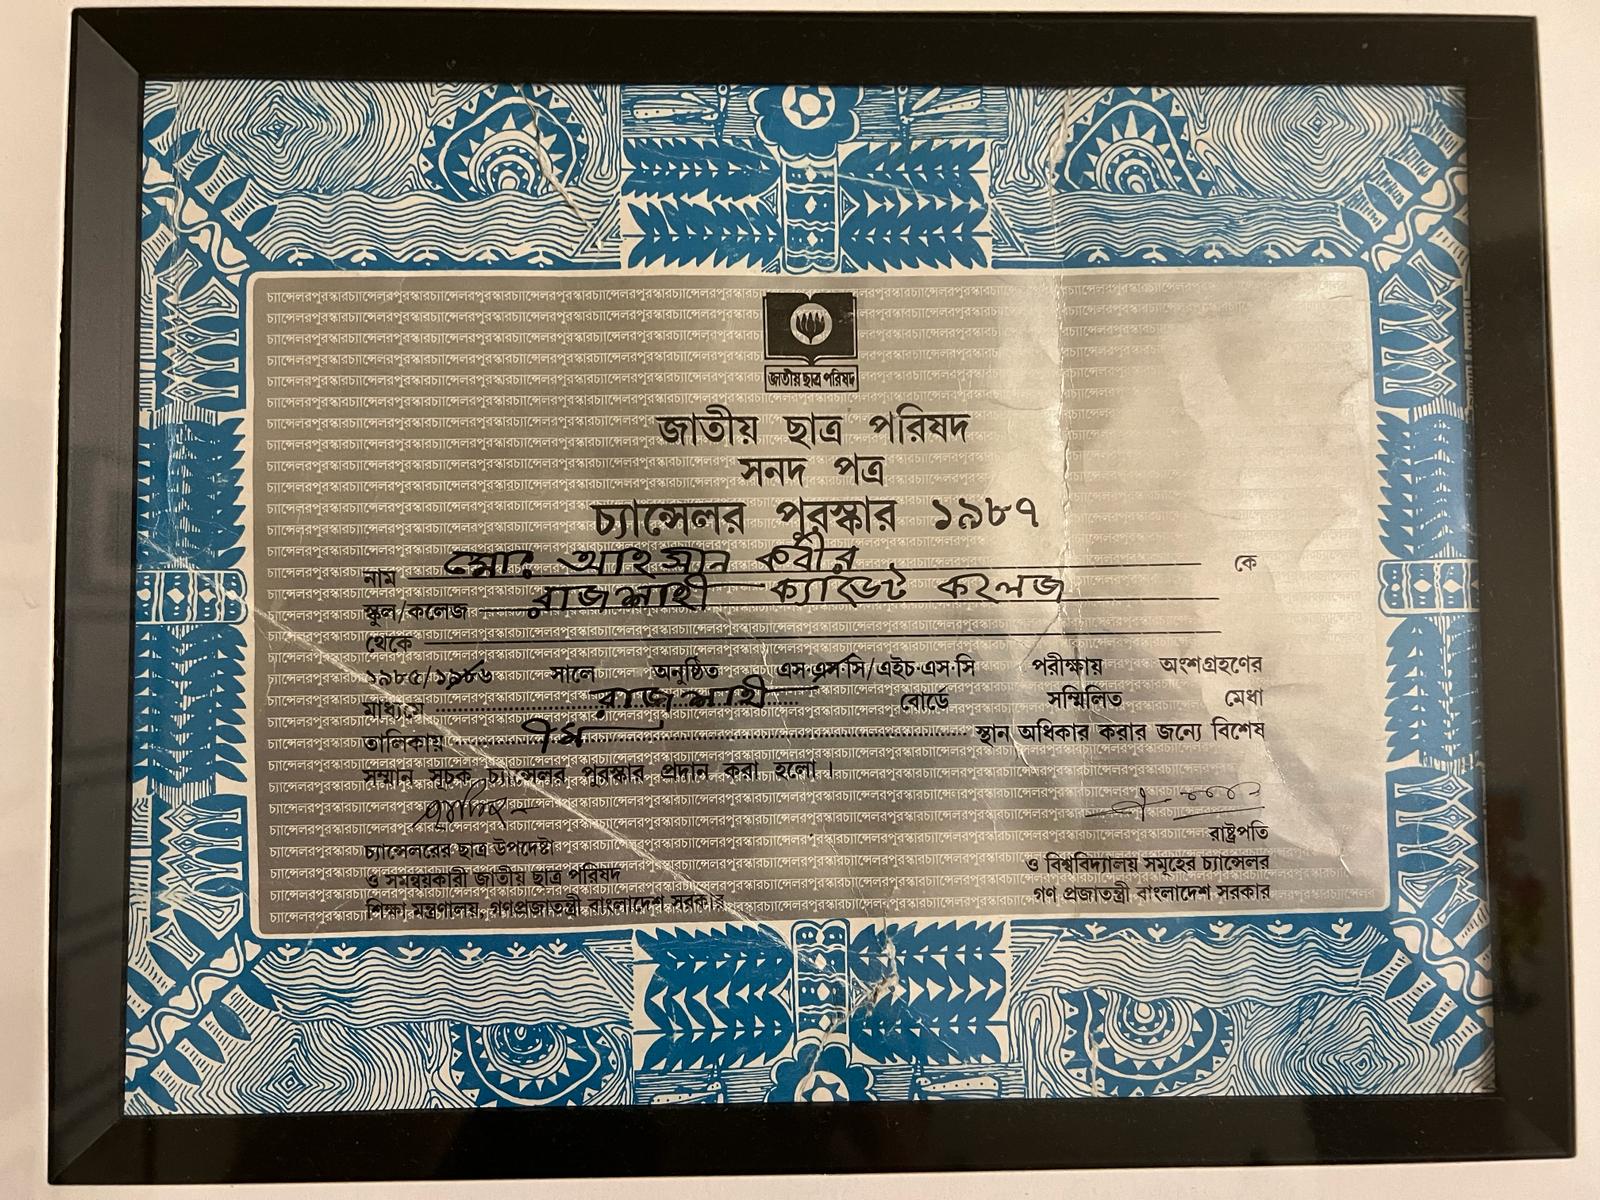 জাতীয় ছাত্র পরিষদ
জাতীয় ছাত্র পরিষদ
সনদ পত্র
চ্যান্সেলর পুরস্কার ১৯৮৭
নাম মোঃ আহসান কবীর কে
স্কুল/কলেজ রাজশাহী ক্যাডেট কলেজ
থেকে
১৯৮৫/১৯৮৬ সালে অনুষ্ঠিত এস·এস·সি/এইচ·এস·সি পরীক্ষায় অংশগ্রহণের
মাধ্যমে রাজশাহী বোর্ডে সম্মিলিত মেধা
তালিকায় ৭ম স্থান অধিকার করার জন্যে বিশেষ
সম্মান সূচক চ্যান্সেলর পুরস্কার প্রদান করা হলো।
চ্যান্সেলরের ছাত্র উপদেষ্টা
ও সমন্বয়কারী জাতীয় ছাত্র পরিষদ
শিক্ষা মন্ত্রণালয়, গণপ্রজাতন্ত্রী বাংলাদেশ সরকার
রাষ্ট্রপতি
ও বিশ্ববিদ্যালয় সমূহের চ্যান্সেলর
গণ প্রজাতন্ত্রী বাংলাদেশ সরকার